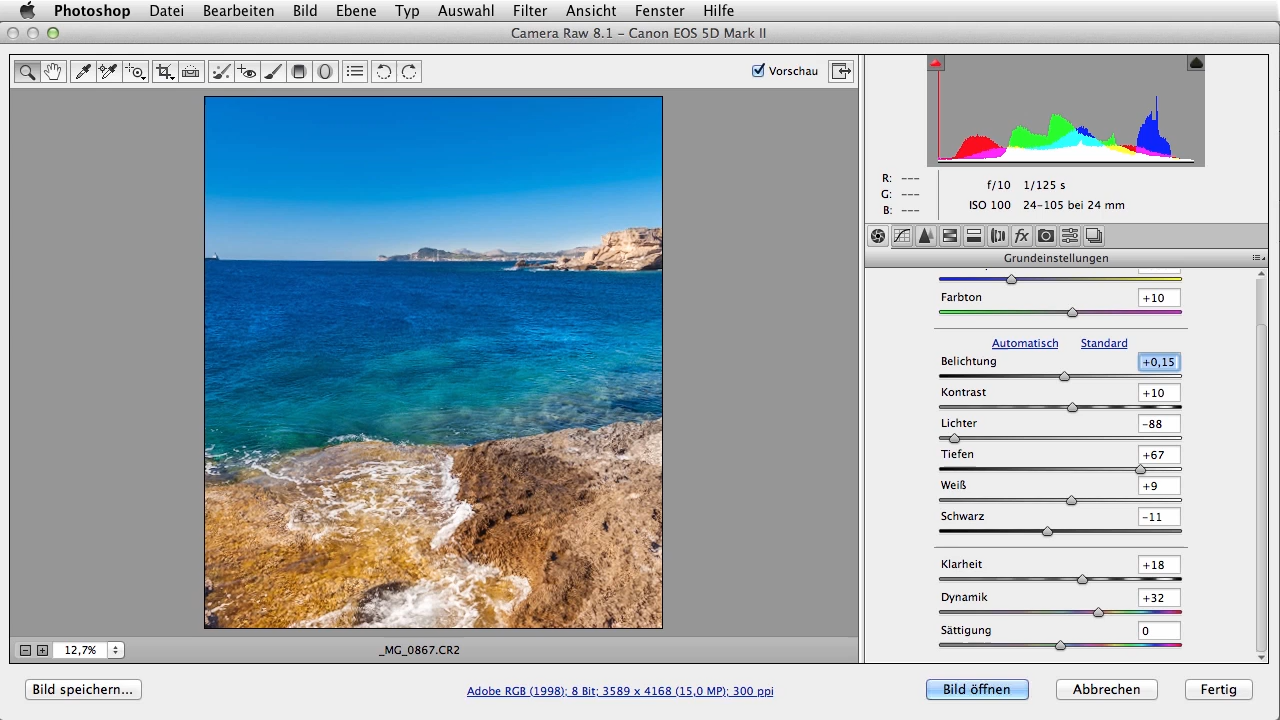 Photoshop Datei Bearbeiten Bild Ebene Typ Auswahl Filter Ansicht Fenster Hilfe
Camera Raw 8.1 – Canon EOS 5D Mark II
Vorschau
R: ---
G: ---
B: ---
f/10 1/125 s
ISO 100 24–105 bei 24 mm
Grundeinstellungen
Farbton +10
Automatisch Standard
Belichtung +0,15
Kontrast +10
Lichter -88
Tiefen +67
Weiß +9
Schwarz -11
Klarheit +18
Dynamik +32
Sättigung 0
12,7% _MG_0867.CR2
Bild speichern... Adobe RGB (1998); 8 Bit; 3589 x 4168 (15,0 MP); 300 ppi Bild öffnen Abbrechen Fertig